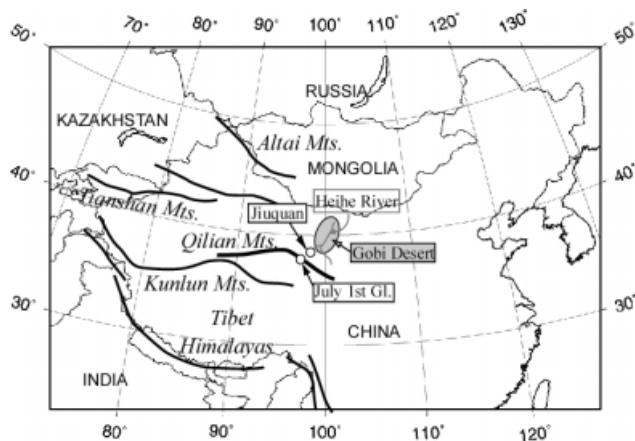 70° 80° 90° 100° 110° 120° 130°
50°
50°
RUSSIA
KAZAKHSTAN
Altai Mts.
MONGOLIA
40°
40°
Tianshan Mts.
Jiuquan
Heihe River
Qilian Mts.
Gobi Desert
Kunlun Mts.
July 1st Gl.
30°
30°
Tibet
CHINA
Himalayas
INDIA
80° 90° 100° 110° 120°